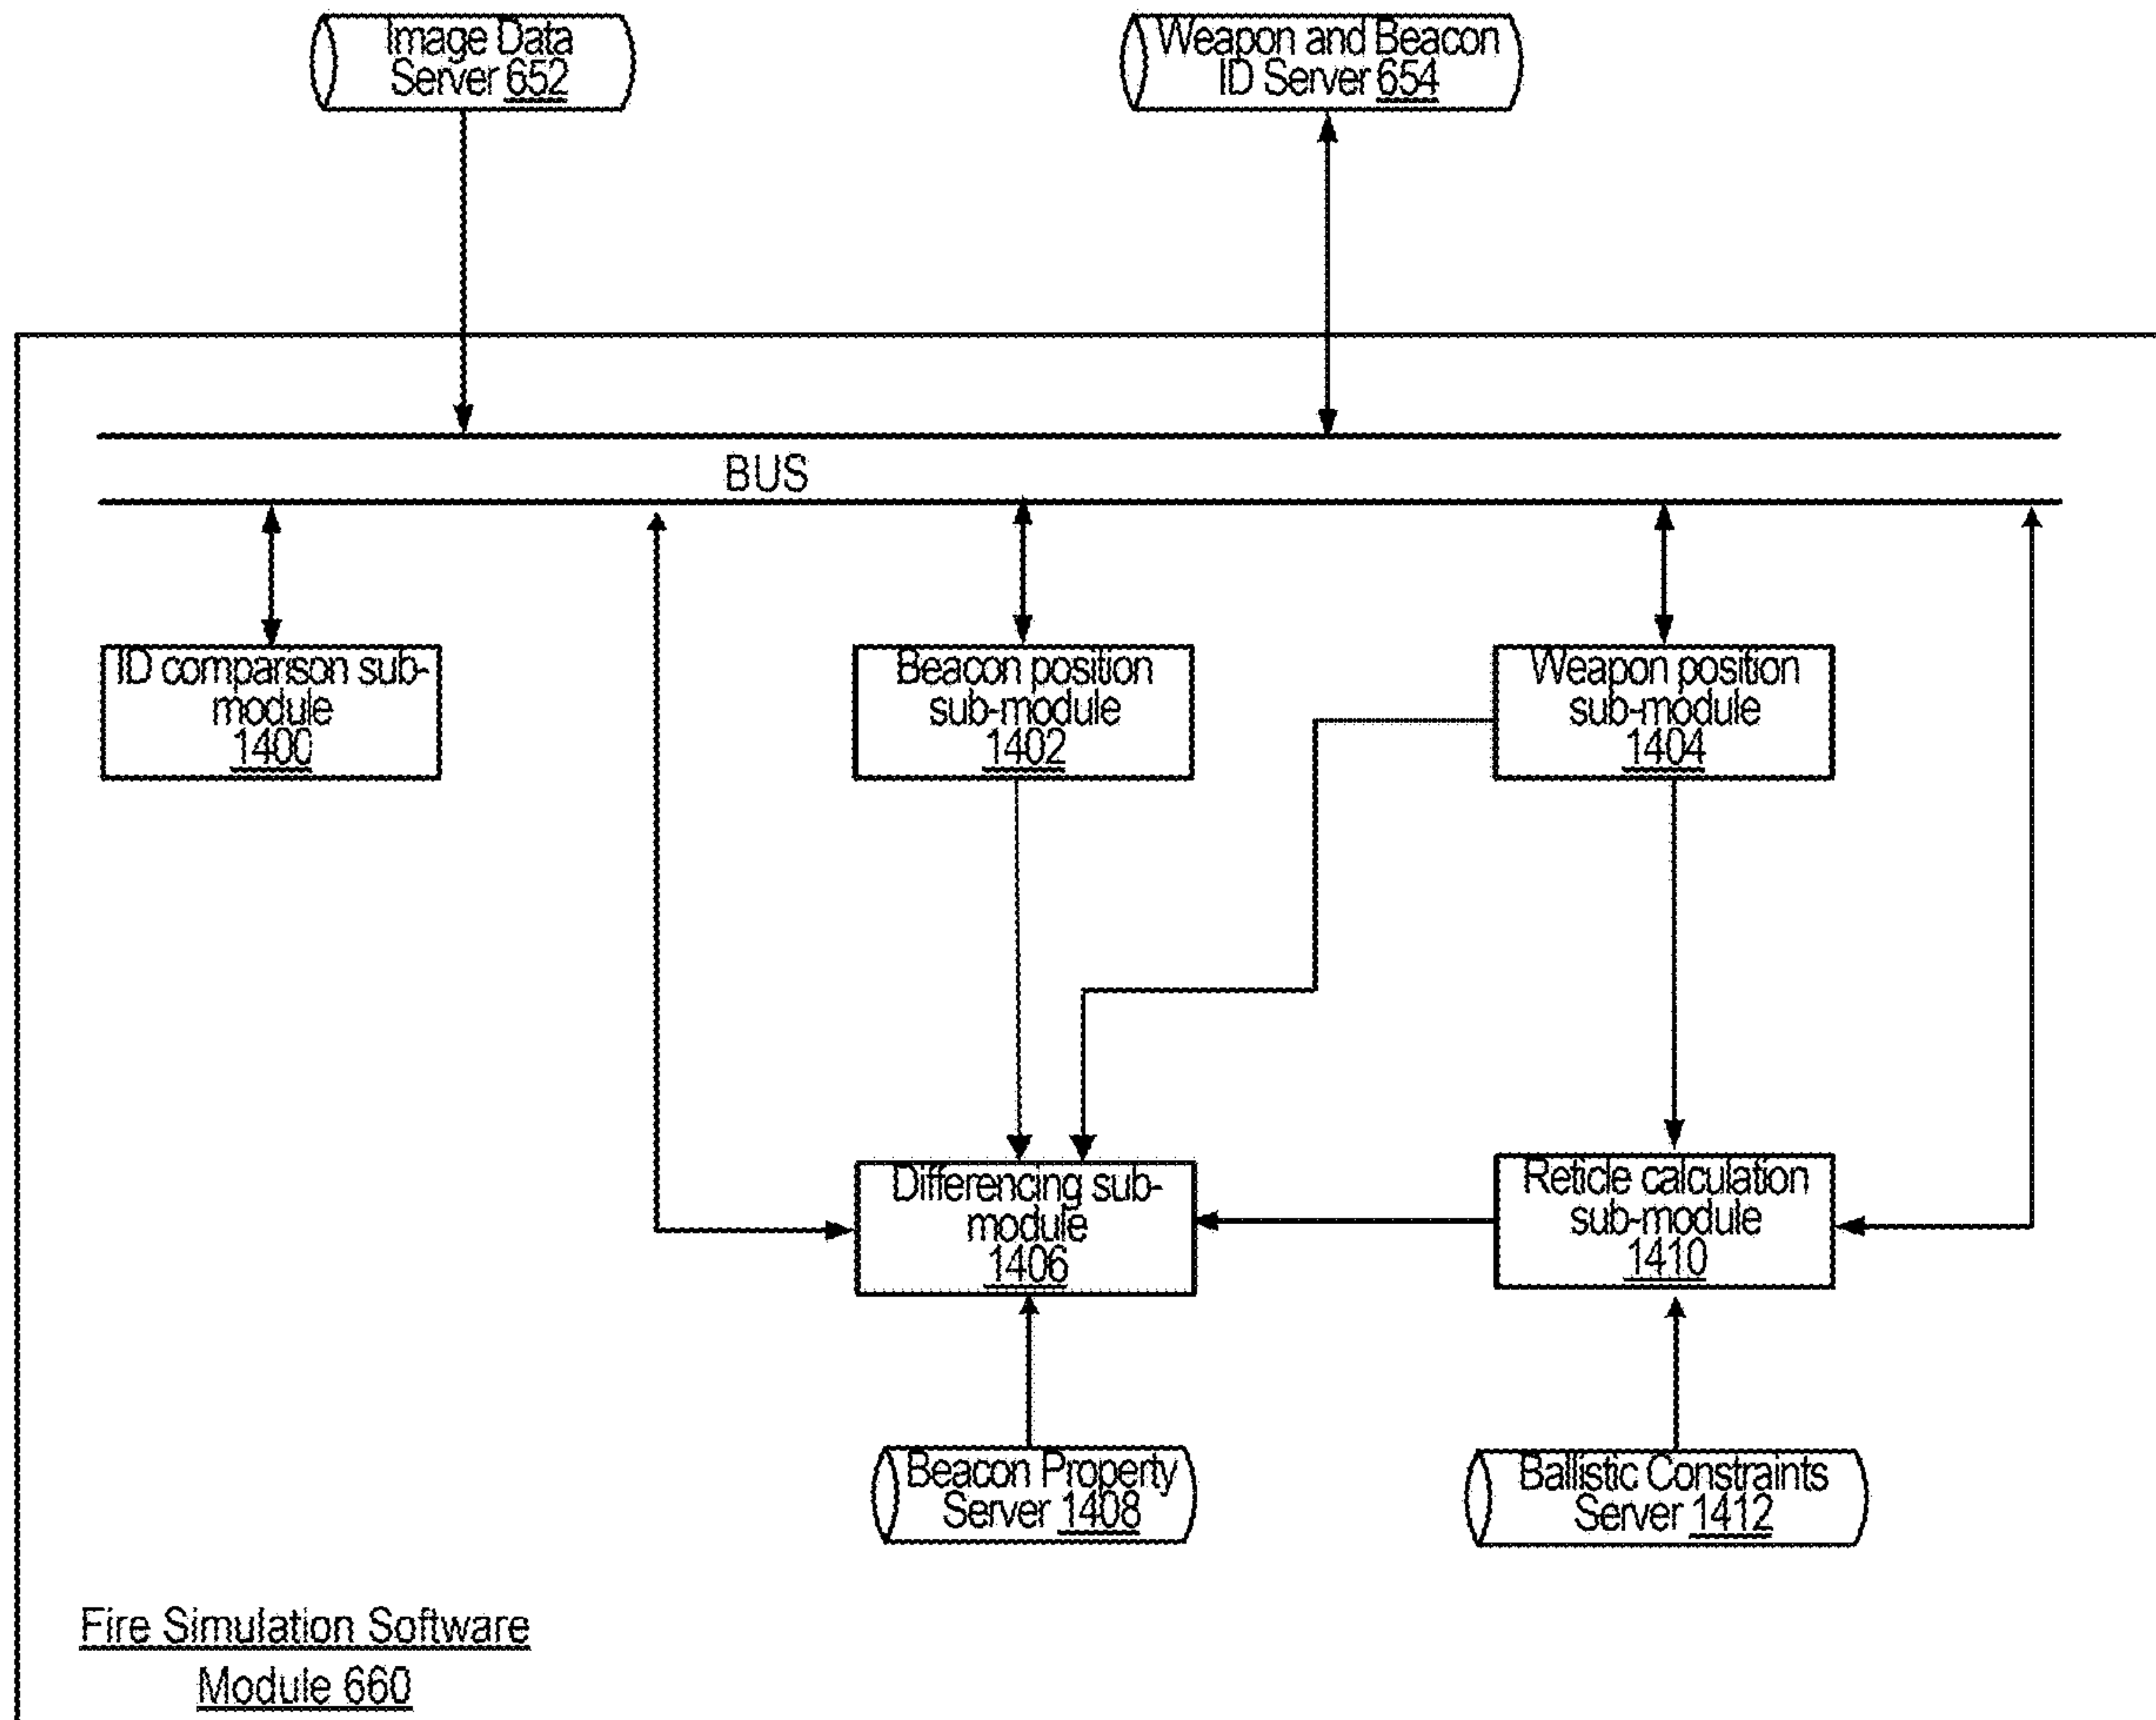 Image Data
Server 652
Weapon and Beacon
ID Server 654
BUS
ID comparison sub-
module
1400
Beacon position
sub-module
1402
Weapon position
sub-module
1404
Differencing sub-
module
1406
Reticle calculation
sub-module
1410
Beacon Property
Server 1408
Ballistic Constraints
Server 1412
Fire Simulation Software
Module 660